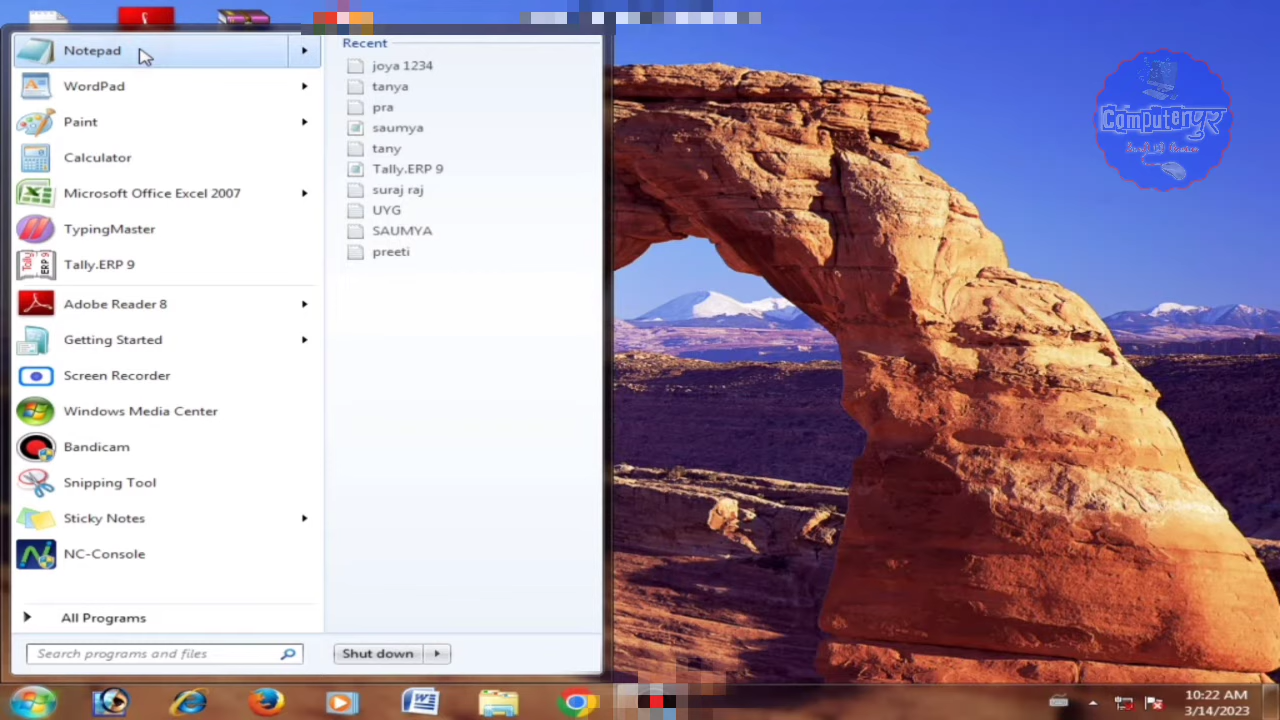 Notepad
WordPad
Paint
Calculator
Microsoft Office Excel 2007
TypingMaster
Tally.ERP 9
Adobe Reader 8
Getting Started
Screen Recorder
Windows Media Center
Bandicam
Snipping Tool
Sticky Notes
NC-Console
All Programs
Search programs and files
Recent
joya 1234
tanya
pra
saumya
tany
Tally.ERP 9
suraj raj
UYG
SAUMYA
preeti
Shut down
Computerपुर
10:22 AM
3/14/2023